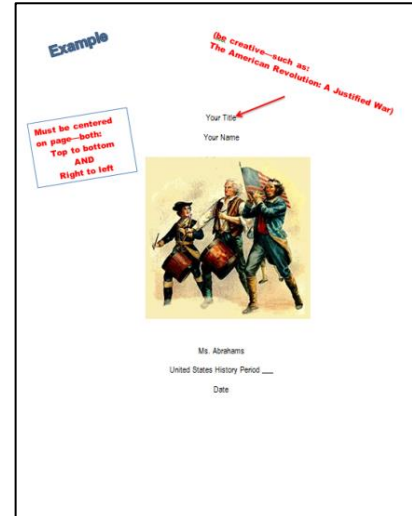 Example
(be creative—such as:
The American Revolution: A Justified War)
Your Title
Your Name
Must be centered
on page—both:
Top to bottom
AND
Right to left
Ms. Abrahams
United States History Period ___
Date